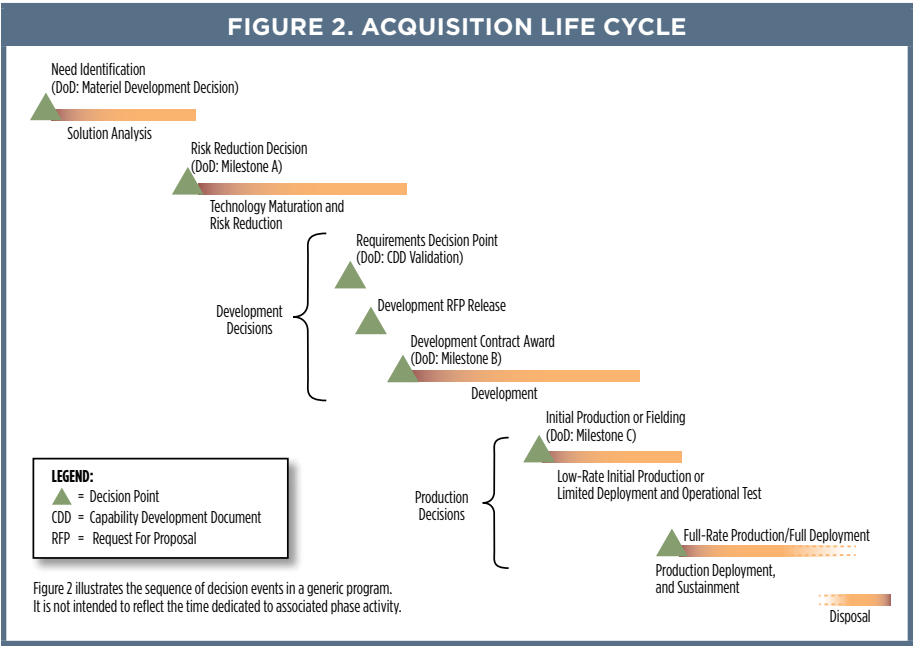 FIGURE 2. ACQUISITION LIFE CYCLE
Need Identification
(DoD: Materiel Development Decision)
Solution Analysis
Risk Reduction Decision
(DoD: Milestone A)
Technology Maturation and
Risk Reduction
Requirements Decision Point
(DoD: CDD Validation)
Development
Decisions
Development RFP Release
Development Contract Award
(DoD: Milestone B)
Development
Initial Production or Fielding
(DoD: Milestone C)
Low-Rate Initial Production or
Limited Deployment and Operational Test
Production
Decisions
Full-Rate Production/Full Deployment
Production Deployment,
and Sustainment
Disposal
LEGEND:
= Decision Point
CDD = Capability Development Document
RFP = Request For Proposal
Figure 2 illustrates the sequence of decision events in a generic program.
It is not intended to reflect the time dedicated to associated phase activity.